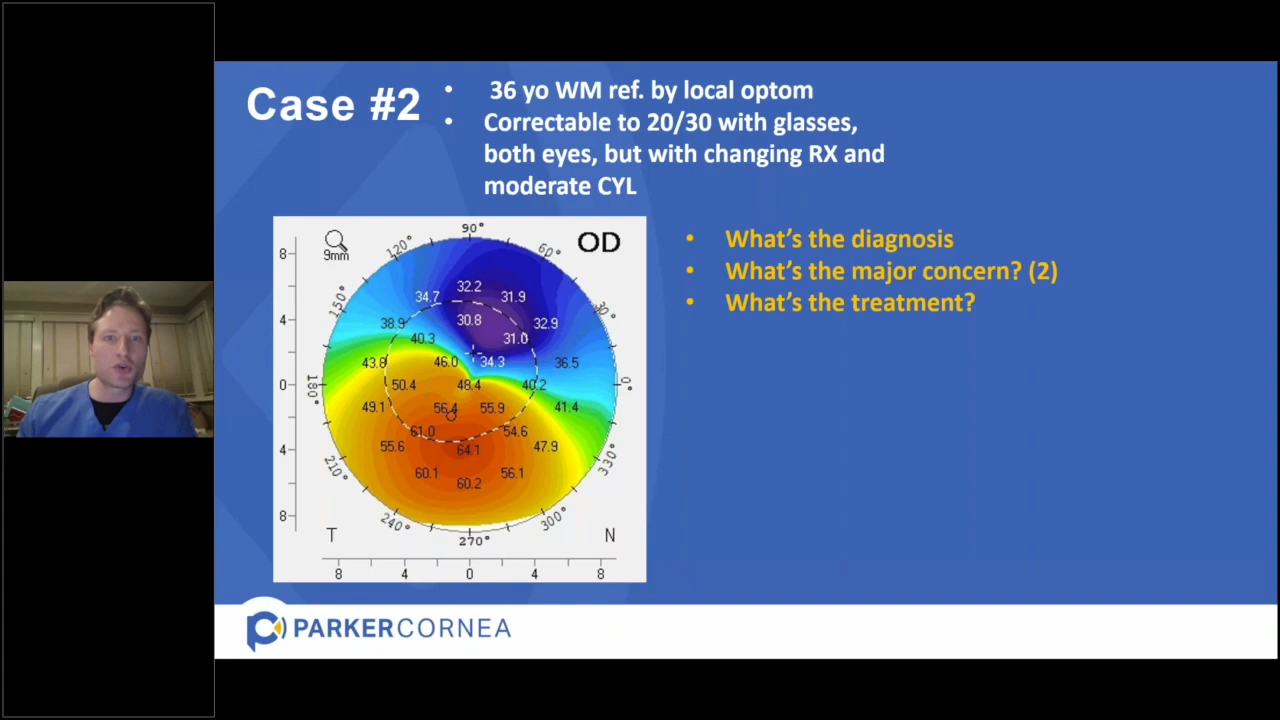 Case #2
• 36 yo WM ref. by local optom
• Correctable to 20/30 with glasses,
both eyes, but with changing RX and
moderate CYL
• What's the diagnosis
• What's the major concern? (2)
• What's the treatment?
OD
9mm
90°
120°
60°
150°
30°
180°
0°
210°
330°
240°
300°
270°
8
4
0
4
8
34.7 32.2 31.9
38.9 30.8 32.9
40.3 31.0
43.8 46.0 34.3 36.5
50.4 48.4 40.2
49.1 56.4 55.9 41.4
61.0 54.6
55.6 64.1 47.9
60.1 56.1
60.2
T N
8 4 0 4 8
PARKERCORNEA